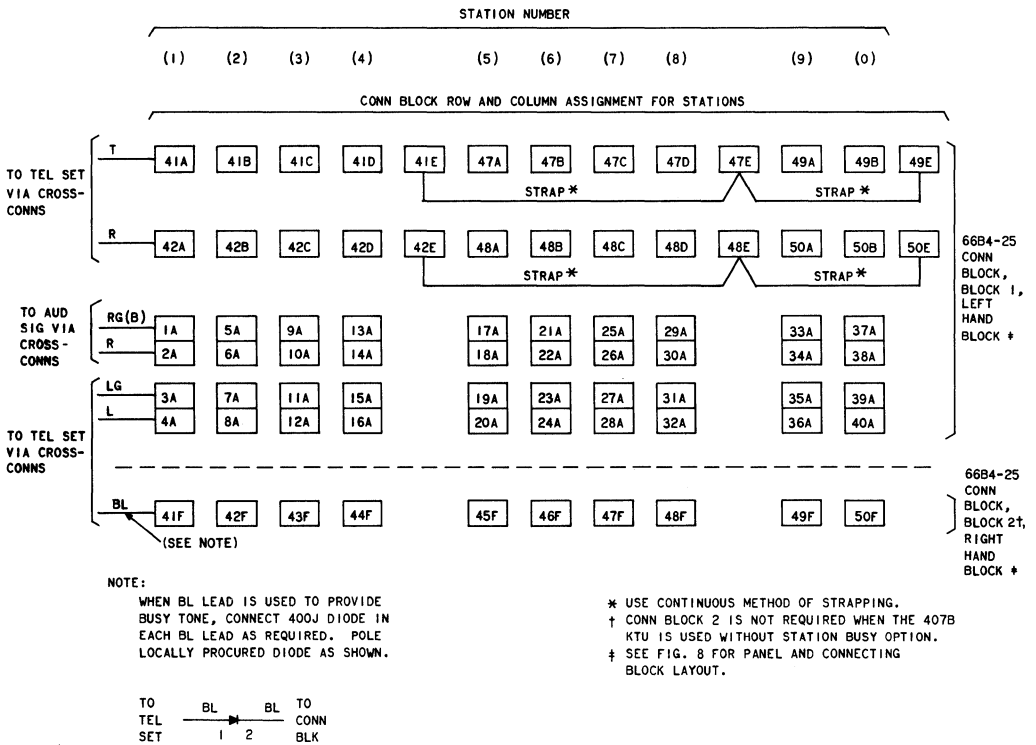 STATION NUMBER
(1) (2) (3) (4) (5) (6) (7) (8) (9) (0)
CONN BLOCK ROW AND COLUMN ASSIGNMENT FOR STATIONS
TO TEL SET
VIA CROSS-
CONNS
T 41A 41B 41C 41D 41E 47A 47B 47C 47D 47E 49A 49B 49E
STRAP * STRAP *
R 42A 42B 42C 42D 42E 48A 48B 48C 48D 48E 50A 50B 50E
STRAP * STRAP *
66B4-25
CONN
BLOCK,
BLOCK 1,
LEFT
HAND
BLOCK ‡
TO AUD
SIG VIA
CROSS-
CONNS
RG(B) 1A 5A 9A 13A 17A 21A 25A 29A 33A 37A
R 2A 6A 10A 14A 18A 22A 26A 30A 34A 38A
TO TEL SET
VIA CROSS-
CONNS
LG 3A 7A 11A 15A 19A 23A 27A 31A 35A 39A
L 4A 8A 12A 16A 20A 24A 28A 32A 36A 40A
BL 41F 42F 43F 44F 45F 46F 47F 48F 49F 50F
(SEE NOTE)
66B4-25
CONN
BLOCK,
BLOCK 2†,
RIGHT
HAND
BLOCK ‡
NOTE:
WHEN BL LEAD IS USED TO PROVIDE
BUSY TONE, CONNECT 400J DIODE IN
EACH BL LEAD AS REQUIRED. POLE
LOCALLY PROCURED DIODE AS SHOWN.
* USE CONTINUOUS METHOD OF STRAPPING.
† CONN BLOCK 2 IS NOT REQUIRED WHEN THE 407B
KTU IS USED WITHOUT STATION BUSY OPTION.
‡ SEE FIG. 8 FOR PANEL AND CONNECTING
BLOCK LAYOUT.
TO
TEL
SET
BL BL
1 2
TO
CONN
BLK